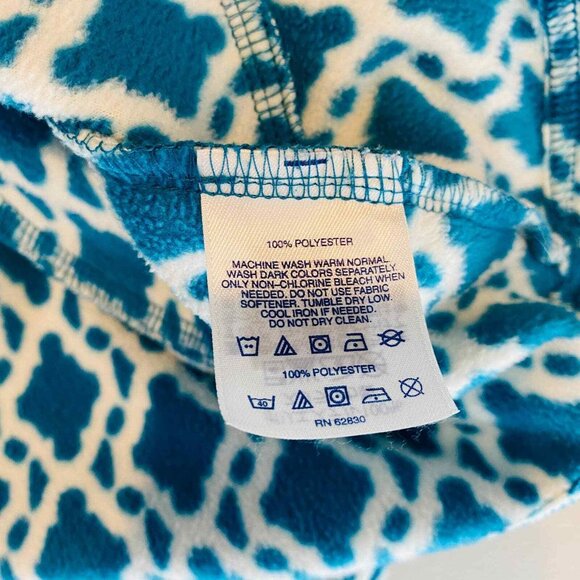 100% POLYESTER
MACHINE WASH WARM NORMAL
WASH DARK COLORS SEPARATELY
ONLY NON-CHLORINE BLEACH WHEN
NEEDED. DO NOT USE FABRIC
SOFTENER. TUMBLE DRY LOW.
COOL IRON IF NEEDED.
DO NOT DRY CLEAN.
100% POLYESTER
40
RN 62830